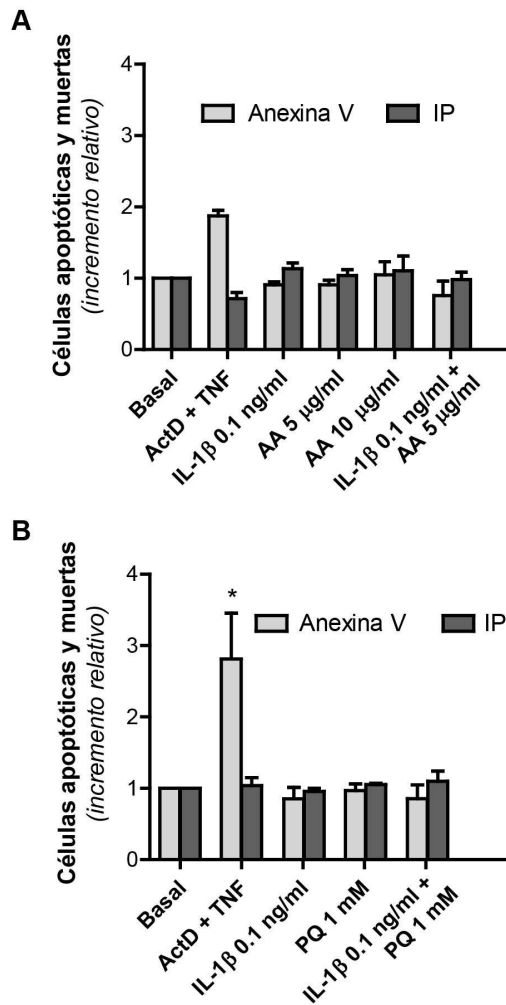 A
Células apoptóticas y muertas
(incremento relativo)
4
3
2
1
0
Anexina V
IP
Basal
ActD + TNF
IL-1β 0.1 ng/ml
AA 5 μg/ml
AA 10 μg/ml
IL-1β 0.1 ng/ml +
AA 5 μg/ml
B
Células apoptóticas y muertas
(incremento relativo)
4
3
2
1
0
*
Anexina V
IP
Basal
ActD + TNF
IL-1β 0.1 ng/ml
PQ 1 mM
IL-1β 0.1 ng/ml +
PQ 1 mM